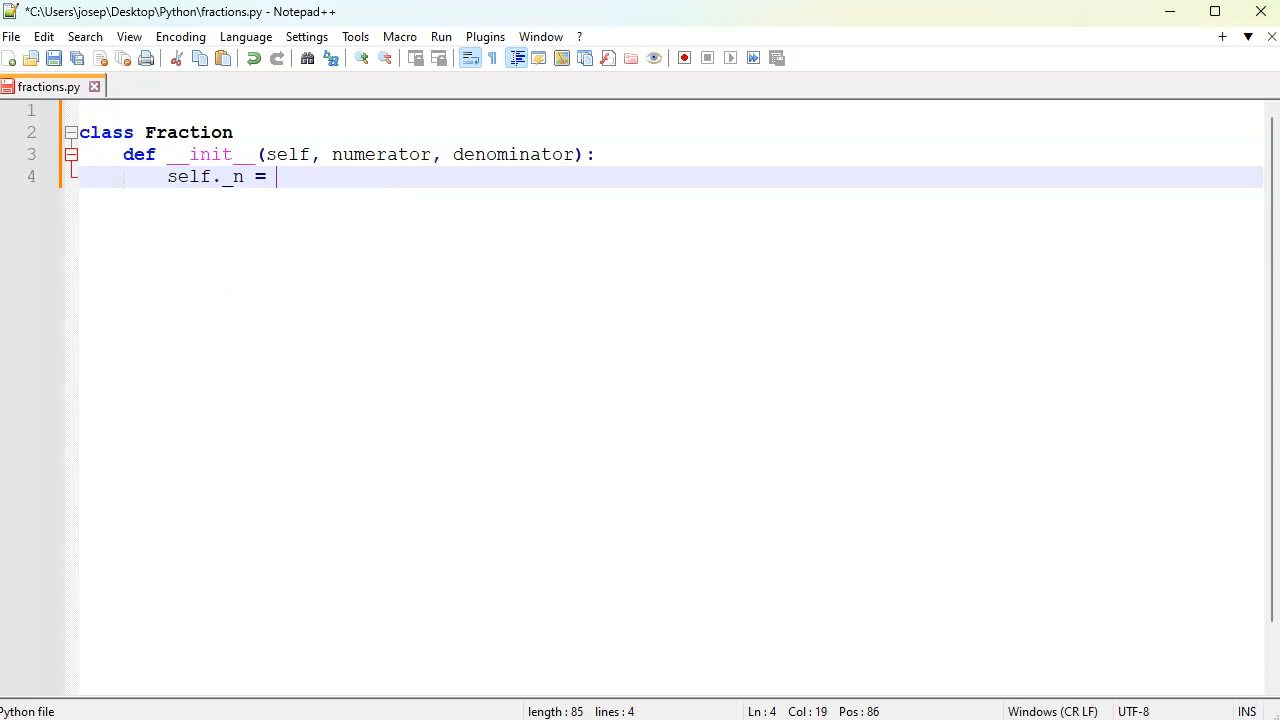 *C:\Users\josep\Desktop\Python\fractions.py - Notepad++
File Edit Search View Encoding Language Settings Tools Macro Run Plugins Window ?
fractions.py
1
2 class Fraction
3 def __init__(self, numerator, denominator):
4 self._n =
Python file length : 85 lines : 4 Ln : 4 Col : 19 Pos : 86 Windows (CR LF) UTF-8 INS